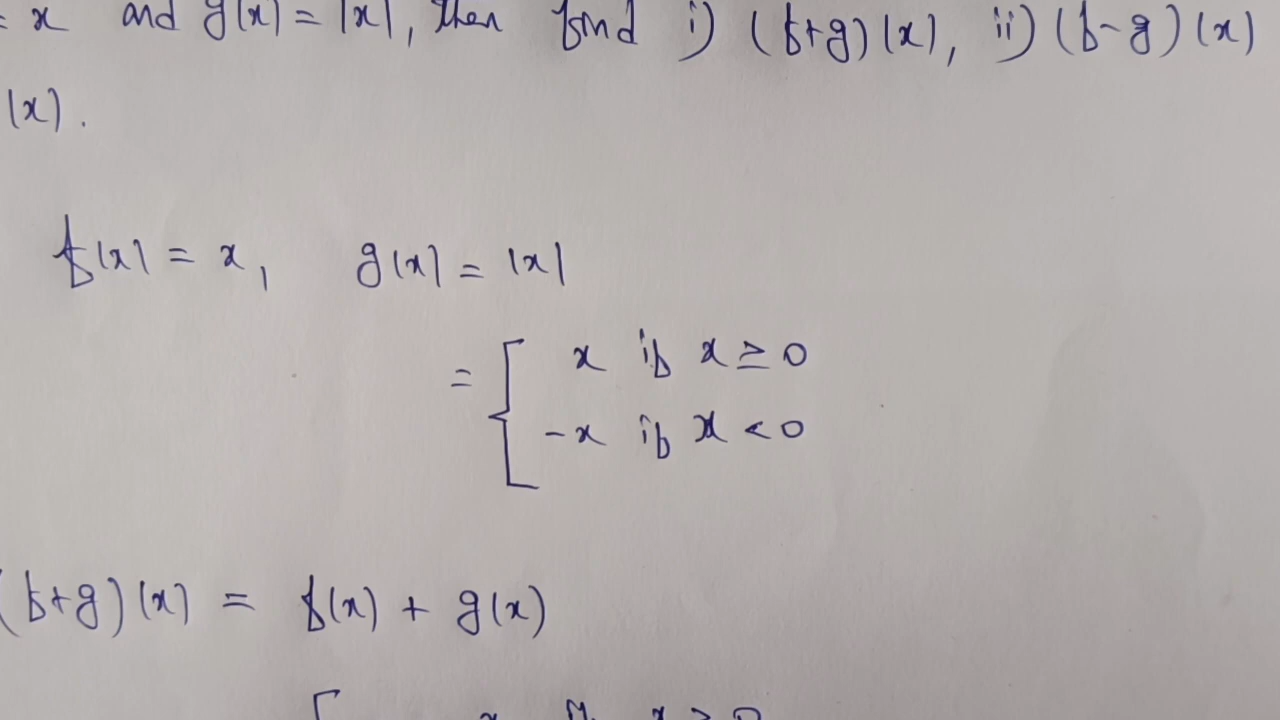 = x and g(x) = |x|, then find i) (f+g)(x), ii) (f-g)(x)
(x).
f(x) = x, g(x) = |x|
= { x if x ≥ 0
-x if x < 0
(f+g)(x) = f(x) + g(x)